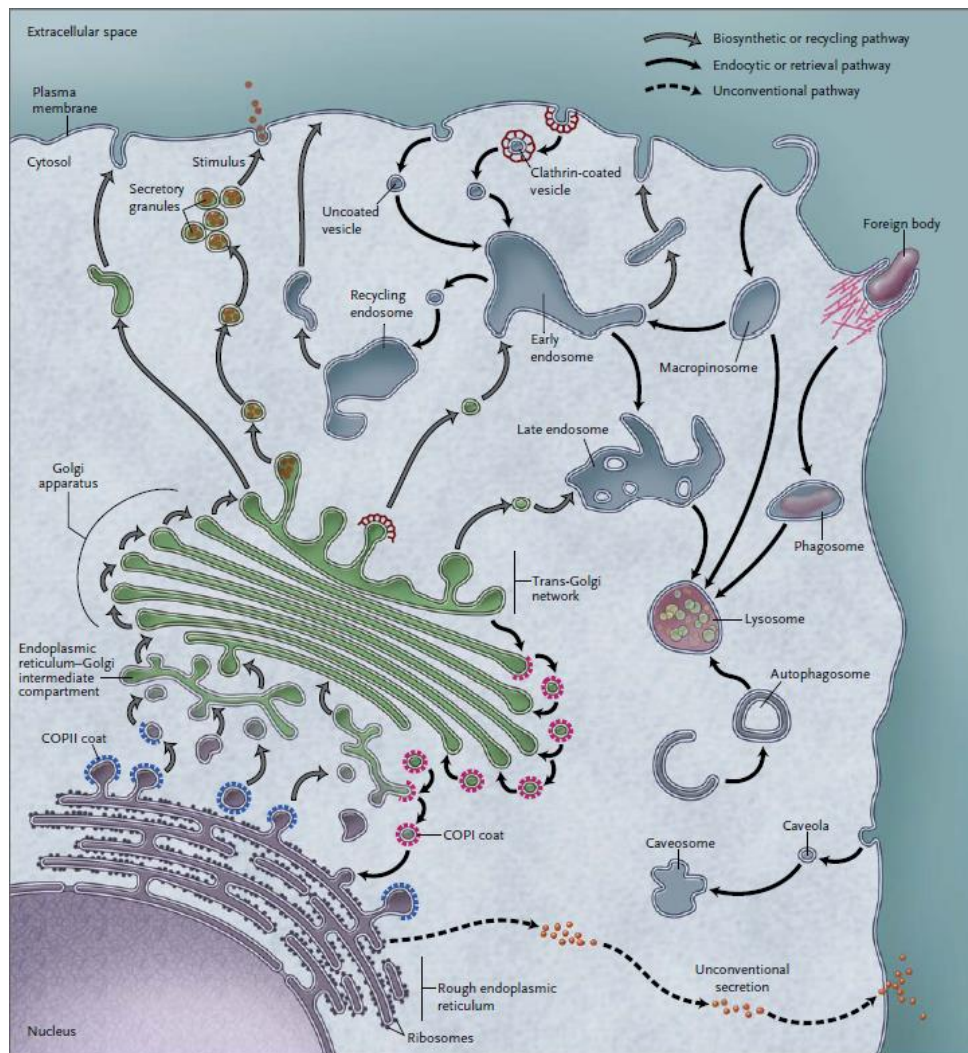 Extracellular space
Biosynthetic or recycling pathway
Endocytic or retrieval pathway
Unconventional pathway
Plasma
membrane
Cytosol
Stimulus
Secretory
granules
Uncoated
vesicle
Clathrin-coated
vesicle
Foreign body
Recycling
endosome
Early
endosome
Macropinosome
Late endosome
Golgi
apparatus
Phagosome
Trans-Golgi
network
Lysosome
Endoplasmic
reticulum–Golgi
intermediate
compartment
Autophagosome
COPII coat
COPI coat
Caveola
Caveosome
Unconventional
secretion
Rough endoplasmic
reticulum
Nucleus
Ribosomes